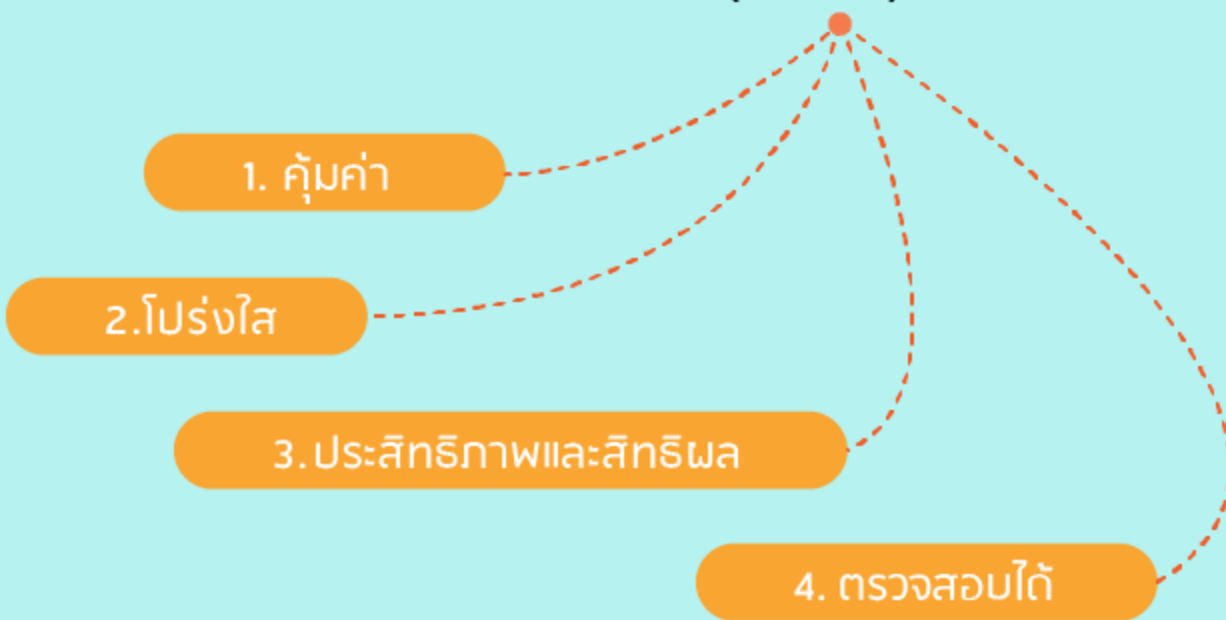 1. คุ้มค่า
2.โปร่งใส
3.ประสิทธิภาพและสิทธิผล
4. ตรวจสอบได้